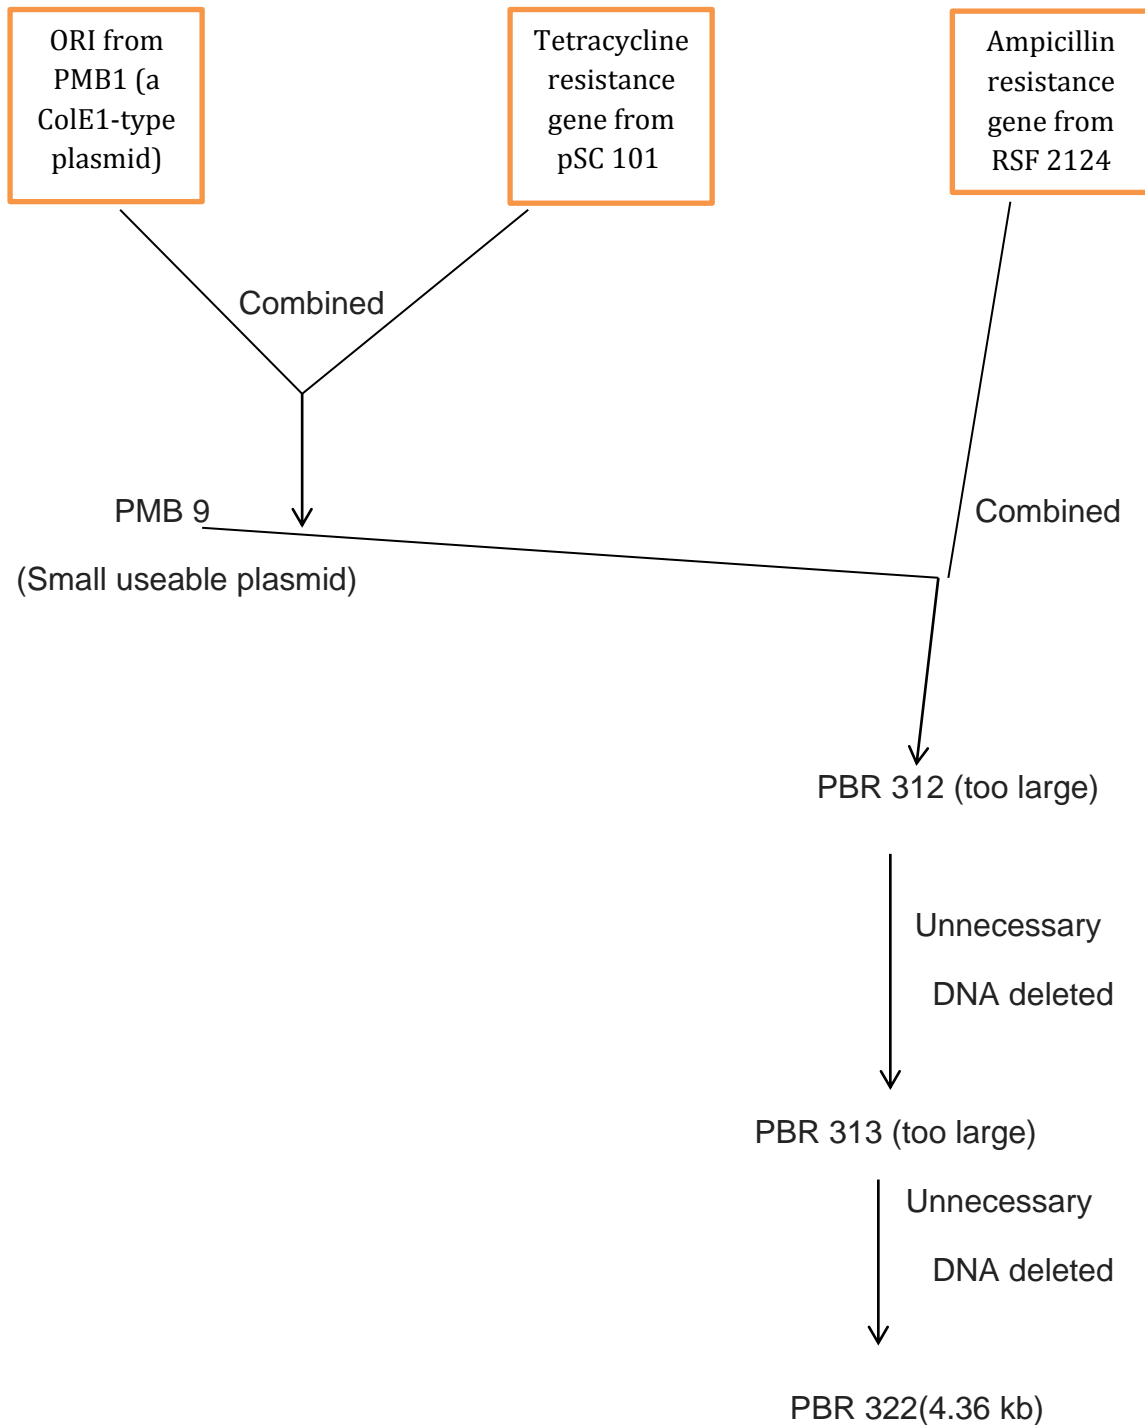 ORI from
PMB1 (a
ColE1-type
plasmid)
Tetracycline
resistance
gene from
pSC 101
Ampicillin
resistance
gene from
RSF 2124
Combined
PMB 9
(Small useable plasmid)
Combined
PBR 312 (too large)
Unnecessary
DNA deleted
PBR 313 (too large)
Unnecessary
DNA deleted
PBR 322(4.36 kb)